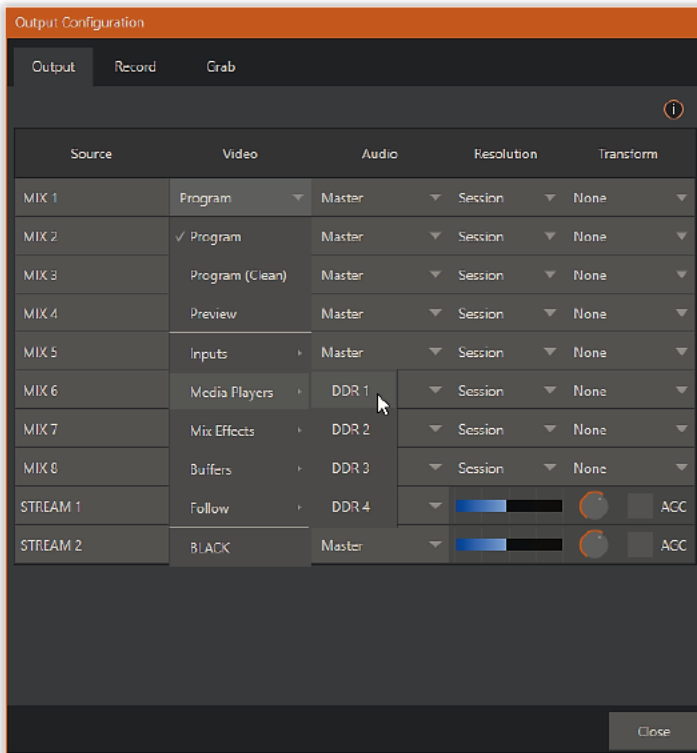 Output Configuration
Output Record Grab
i
Source Video Audio Resolution Transform
MIX 1 Program Master Session None
MIX 2 ✓ Program Master Session None
MIX 3 Program (Clean) Master Session None
MIX 4 Preview Master Session None
MIX 5 Inputs Master Session None
MIX 6 Media Players DDR 1 Session None
MIX 7 Mix Effects DDR 2 Session None
MIX 8 Buffers DDR 3 Session None
STREAM 1 Follow DDR 4 AGC
STREAM 2 BLACK Master AGC
Close